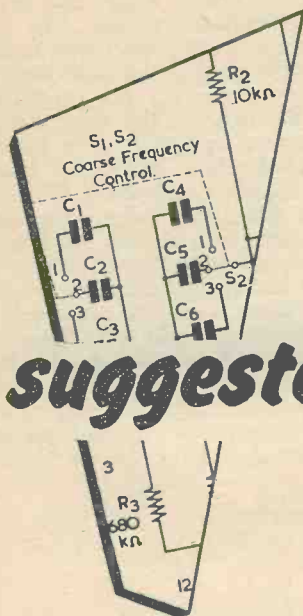 R2
10kΩ
S1, S2
Coarse Frequency
Control.
C4
C1
1
1
C5
2
C2
2
S2
3
3
C6
C3
suggeste
3
R3
680
kΩ
12